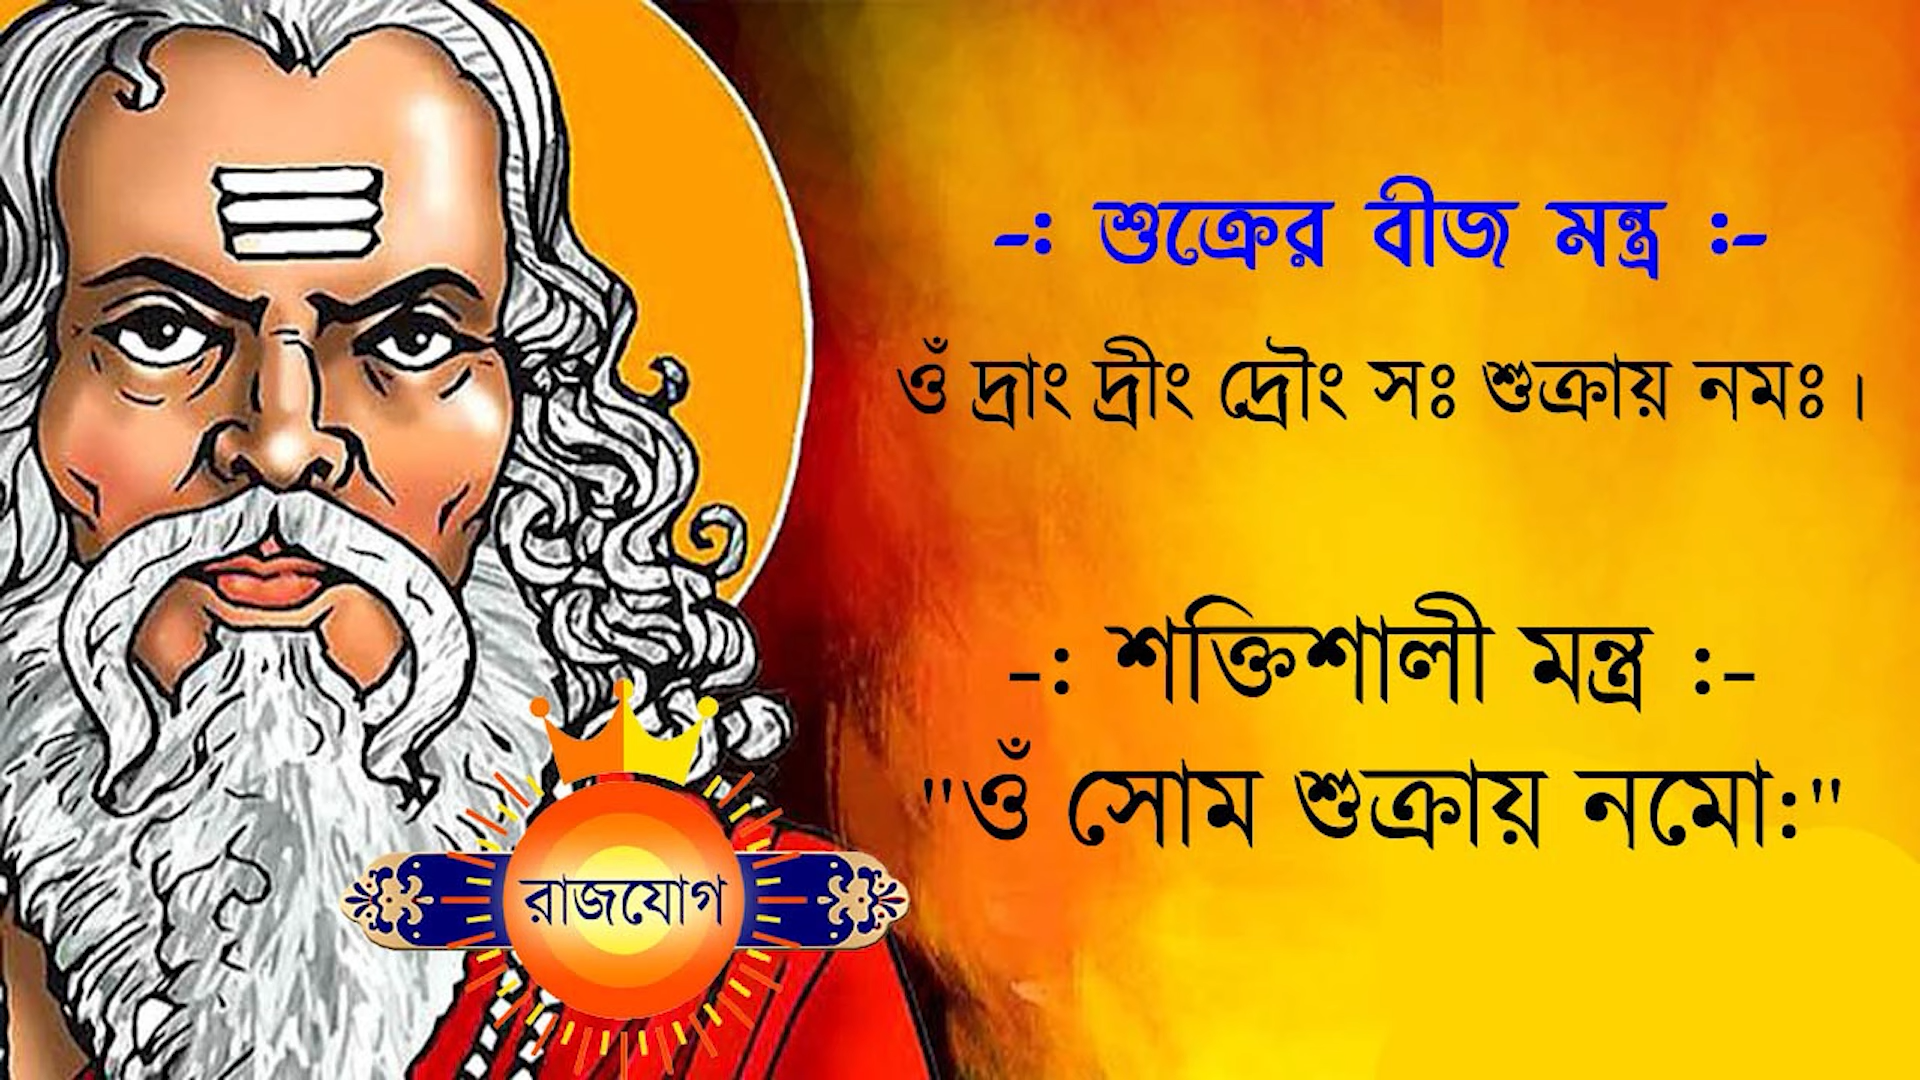 -: শুক্রের বীজ মন্ত্র :-
ওঁ দ্রাং দ্রীং দ্রৌং সঃ শুক্রায় নমঃ।
-: শক্তিশালী মন্ত্র :-
"ওঁ সোম শুক্রায় নমো:"
রাজযোগ